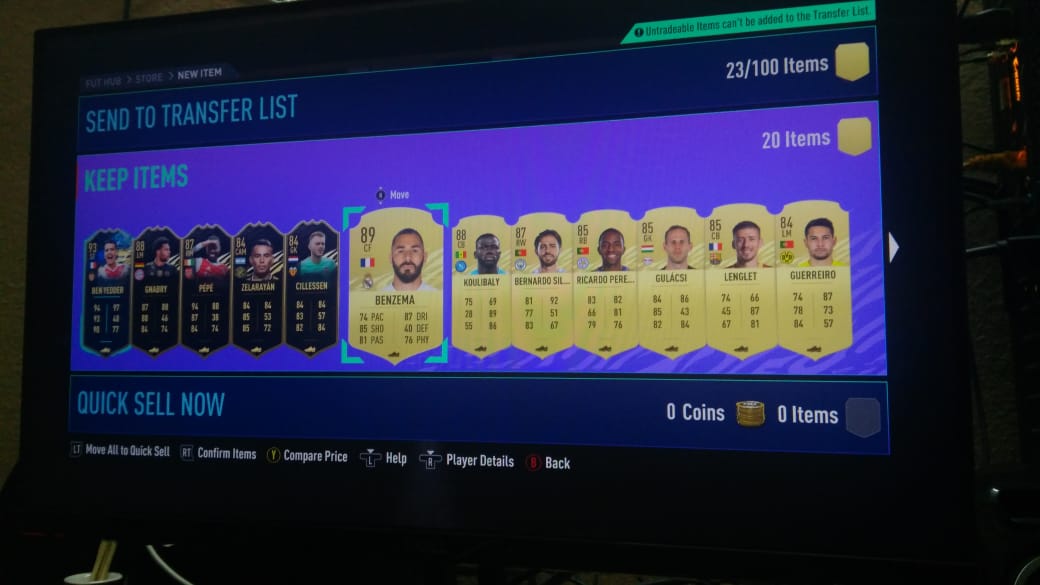 Untradeable Items can't be added to the Transfer List
FUT HUB > STORE > NEW ITEM
SEND TO TRANSFER LIST
23/100 Items
KEEP ITEMS
20 Items
Move
93
ST
BEN YEDDER
94 97
93 48
90 77
88
GNABRY
87 88
88 46
84 74
87
PÉPÉ
92 88
87 38
84 74
84
CAM
ZELARAYÁN
84 84
85 53
85 72
84
GK
CILLESSEN
84 84
83 57
82 84
89
CF
BENZEMA
74 PAC 87 DRI
85 SHO 40 DEF
81 PAS 76 PHY
88
CB
KOULIBALY
75 69
28 89
55 86
87
RW
BERNARDO SIL...
81 92
77 51
83 67
85
RB
RICARDO PERE...
83 82
66 81
79 76
85
GK
GULÁCSI
84 86
85 43
82 84
85
CB
LENGLET
74 66
45 87
67 81
84
LM
GUERREIRO
74 87
78 73
84 57
QUICK SELL NOW
0 Coins
0 Items
LT Move All to Quick Sell RT Confirm Items Y Compare Price L Help R Player Details B Back